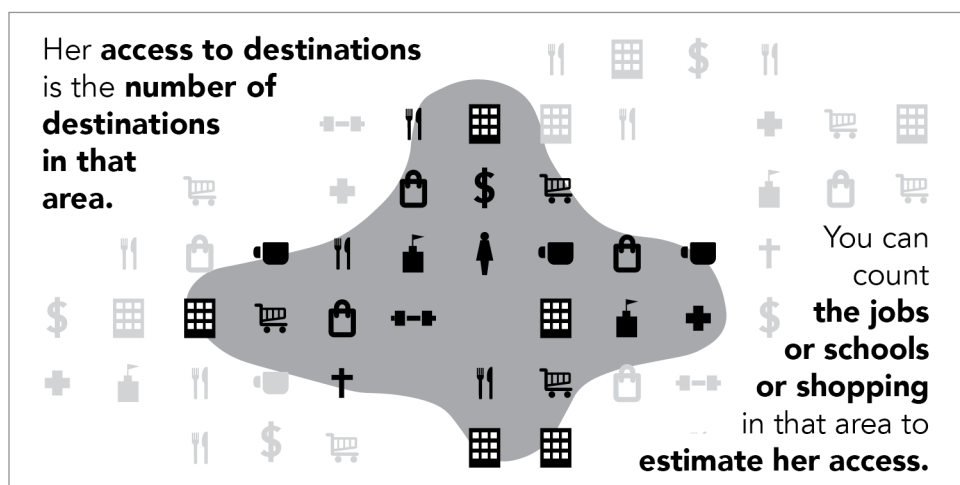 Her access to destinations
is the number of
destinations
in that
area.
You can
count
the jobs
or schools
or shopping
in that area to
estimate her access.